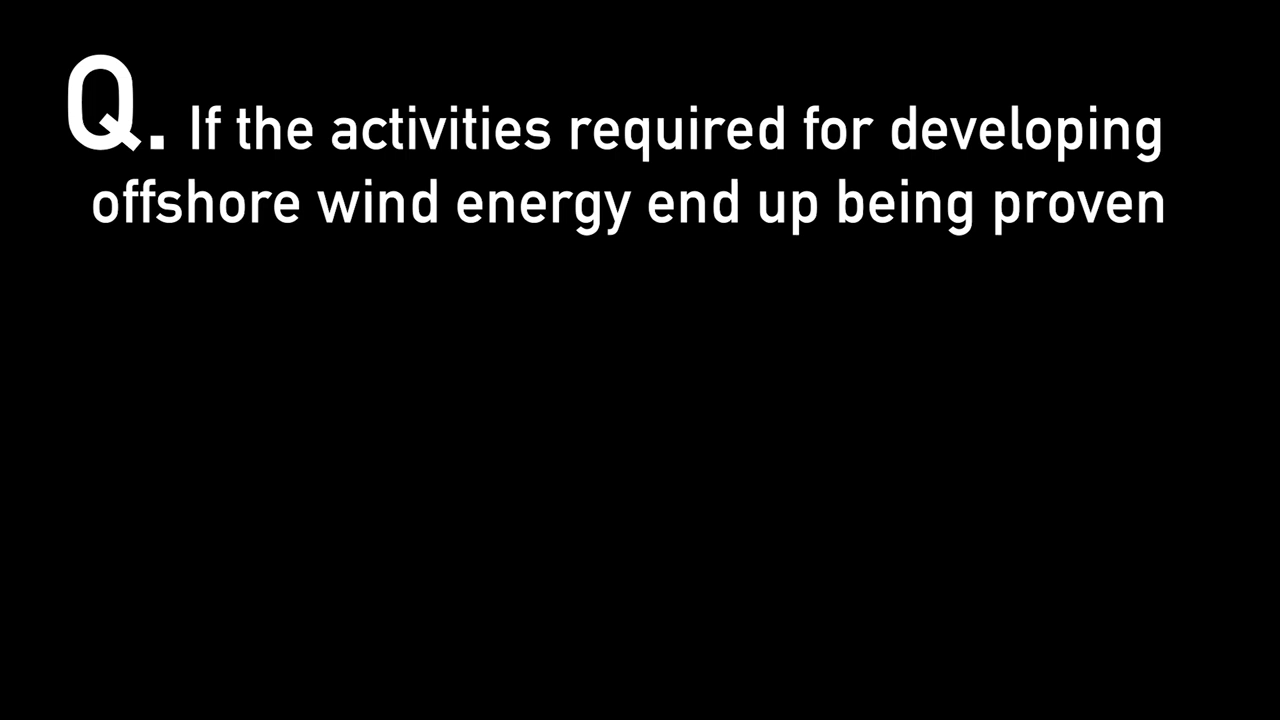 Q. If the activities required for developing
offshore wind energy end up being proven